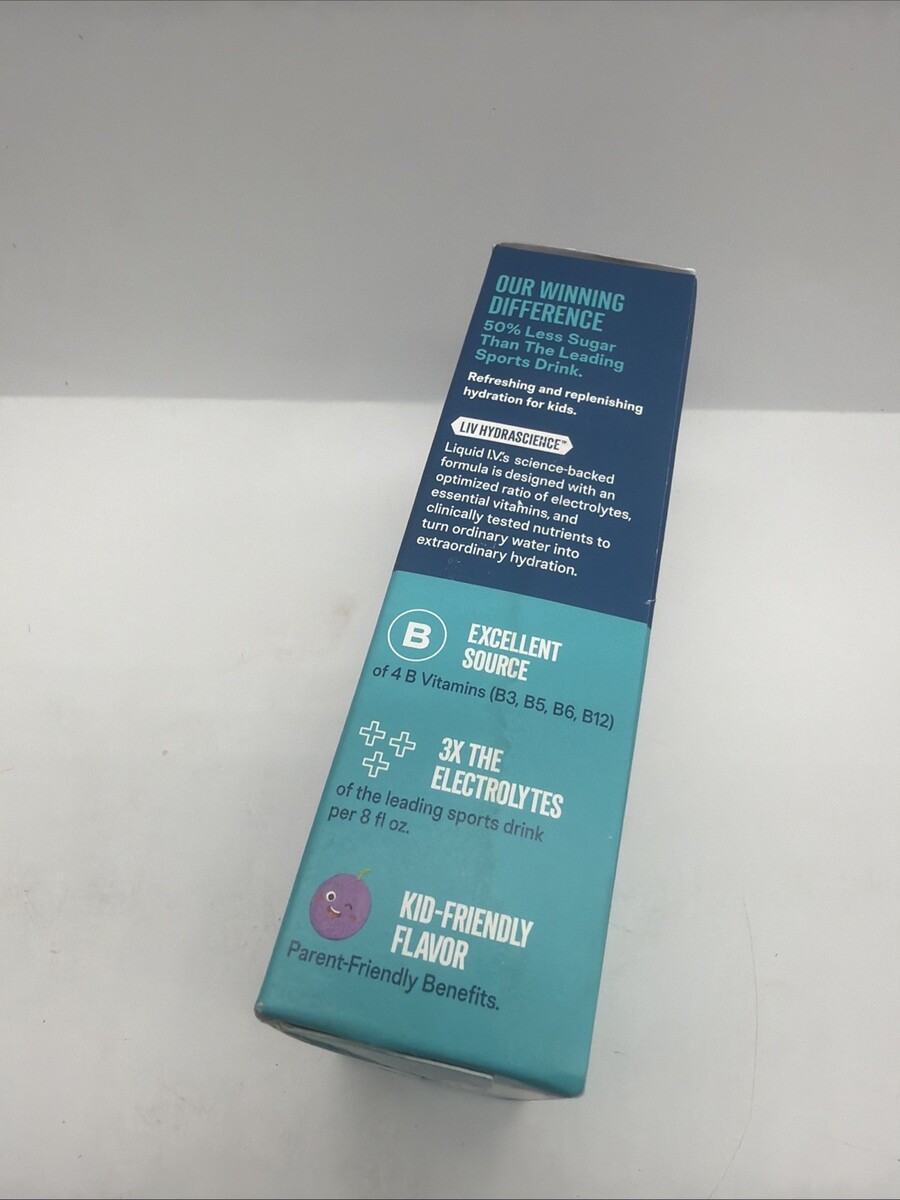 OUR WINNING
DIFFERENCE
50% Less Sugar
Than The Leading
Sports Drink.
Refreshing and replenishing
hydration for kids.
LIV HYDRASCIENCE™
Liquid I.V.'s science-backed
formula is designed with an
optimized ratio of electrolytes,
essential vitamins, and
clinically tested nutrients to
turn ordinary water into
extraordinary hydration.
B
EXCELLENT
SOURCE
of 4 B Vitamins (B3, B5, B6, B12)
3X THE
ELECTROLYTES
of the leading sports drink
per 8 fl oz.
KID-FRIENDLY
FLAVOR
Parent-Friendly Benefits.